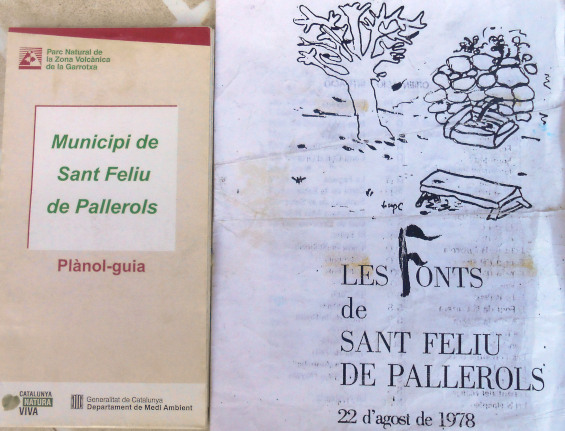 Parc Natural de
la Zona Volcànica
de la Garrotxa
Municipi de
Sant Feliu
de Pallerols
Plànol-guia
CATALUNYA
NATURA
VIVA
Generalitat de Catalunya
Departament de Medi Ambient
LES FONTS
de
SANT FELIU
DE PALLEROLS
22 d'agost de 1978